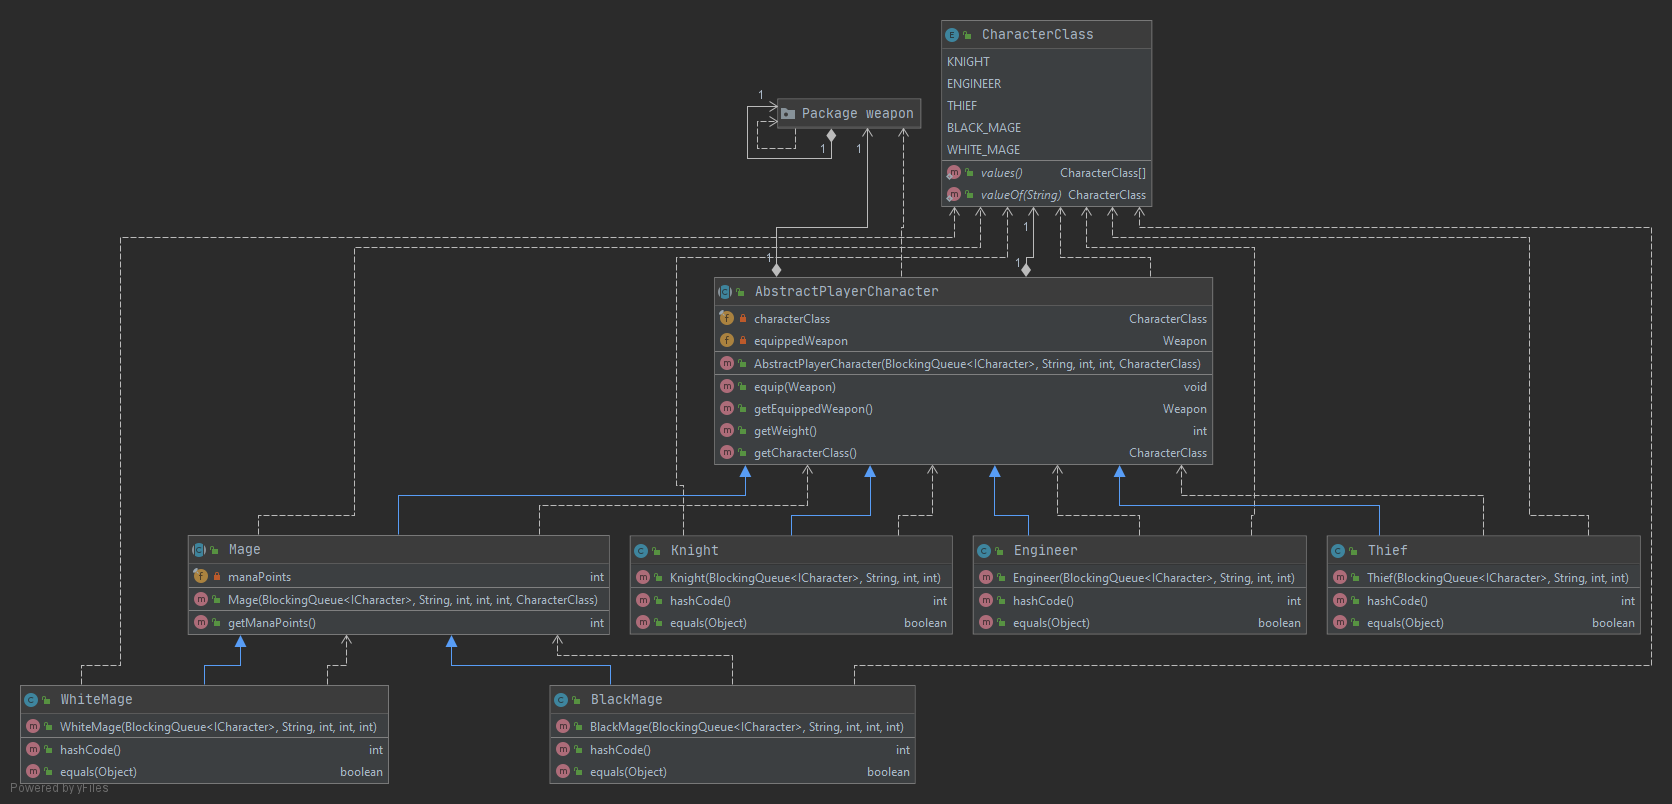 CharacterClass
KNIGHT
ENGINEER
THIEF
BLACK_MAGE
WHITE_MAGE
values() CharacterClass[]
valueOf(String) CharacterClass
1
Package weapon
1
1
1
1
1
AbstractPlayerCharacter
characterClass CharacterClass
equippedWeapon Weapon
AbstractPlayerCharacter(BlockingQueue<ICharacter>, String, int, int, CharacterClass)
equip(Weapon) void
getEquippedWeapon() Weapon
getWeight() int
getCharacterClass() CharacterClass
Mage
manaPoints int
Mage(BlockingQueue<ICharacter>, String, int, int, int, CharacterClass)
getManaPoints() int
Knight
Knight(BlockingQueue<ICharacter>, String, int, int)
hashCode() int
equals(Object) boolean
Engineer
Engineer(BlockingQueue<ICharacter>, String, int, int)
hashCode() int
equals(Object) boolean
Thief
Thief(BlockingQueue<ICharacter>, String, int, int)
hashCode() int
equals(Object) boolean
WhiteMage
WhiteMage(BlockingQueue<ICharacter>, String, int, int, int)
hashCode() int
equals(Object) boolean
BlackMage
BlackMage(BlockingQueue<ICharacter>, String, int, int, int)
hashCode() int
equals(Object) boolean
Powered by yFiles